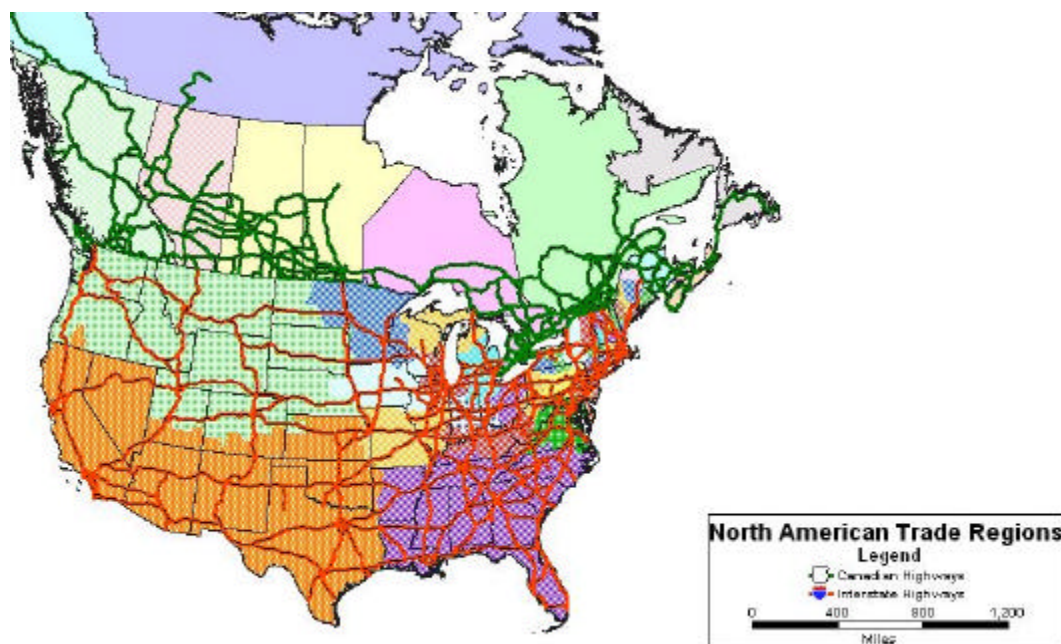 North American Trade Regions
Legend
Canadian Highways
Interstate Highways
0 400 800 1,200
Miles